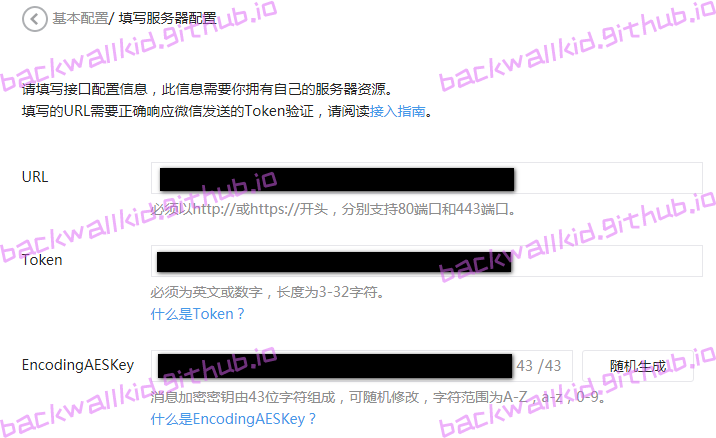 基本配置/ 填写服务器配置
请填写接口配置信息，此信息需要你拥有自己的服务器资源。
填写的URL需要正确响应微信发送的Token验证，请阅读接入指南。
URL
必须以http://或https://开头，分别支持80端口和443端口。
Token
必须为英文或数字，长度为3-32字符。
什么是Token？
EncodingAESKey 43 /43 随机生成
消息加密密钥由43位字符组成，可随机修改，字符范围为A-Z，a-z，0-9。
什么是EncodingAESKey？
backwallkid.github.io
backwallkid.github.io
backwallkid.github.io
backwallkid.github.io
backwallkid.github.io
backwallkid.github.io